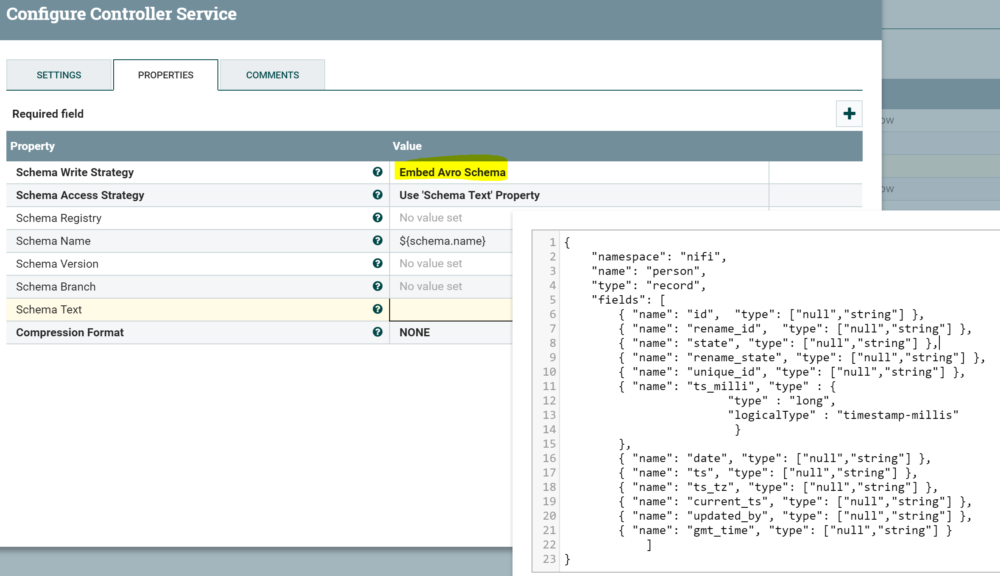 Configure Controller Service
SETTINGS PROPERTIES COMMENTS
Required field
Property Value
Schema Write Strategy Embed Avro Schema
Schema Access Strategy Use 'Schema Text' Property
Schema Registry No value set
Schema Name ${schema.name}
Schema Version No value set
Schema Branch No value set
Schema Text
Compression Format NONE
ow
ow
1 {
2     "namespace": "nifi",
3     "name": "person",
4     "type": "record",
5     "fields": [
6         { "name": "id",  "type": ["null","string"] },
7         { "name": "rename_id",  "type": ["null","string"] },
8         { "name": "state", "type": ["null","string"] },
9         { "name": "rename_state", "type": ["null","string"] },
10         { "name": "unique_id", "type": ["null","string"] },
11         { "name": "ts_milli", "type" : {
12                         "type" : "long",
13                         "logicalType" : "timestamp-millis"
14                          }
15         },
16         { "name": "date", "type": ["null","string"] },
17         { "name": "ts", "type": ["null","string"] },
18         { "name": "ts_tz", "type": ["null","string"] },
19         { "name": "current_ts", "type": ["null","string"] },
20         { "name": "updated_by", "type": ["null","string"] },
21         { "name": "gmt_time", "type": ["null","string"] }
22             ]
23 }